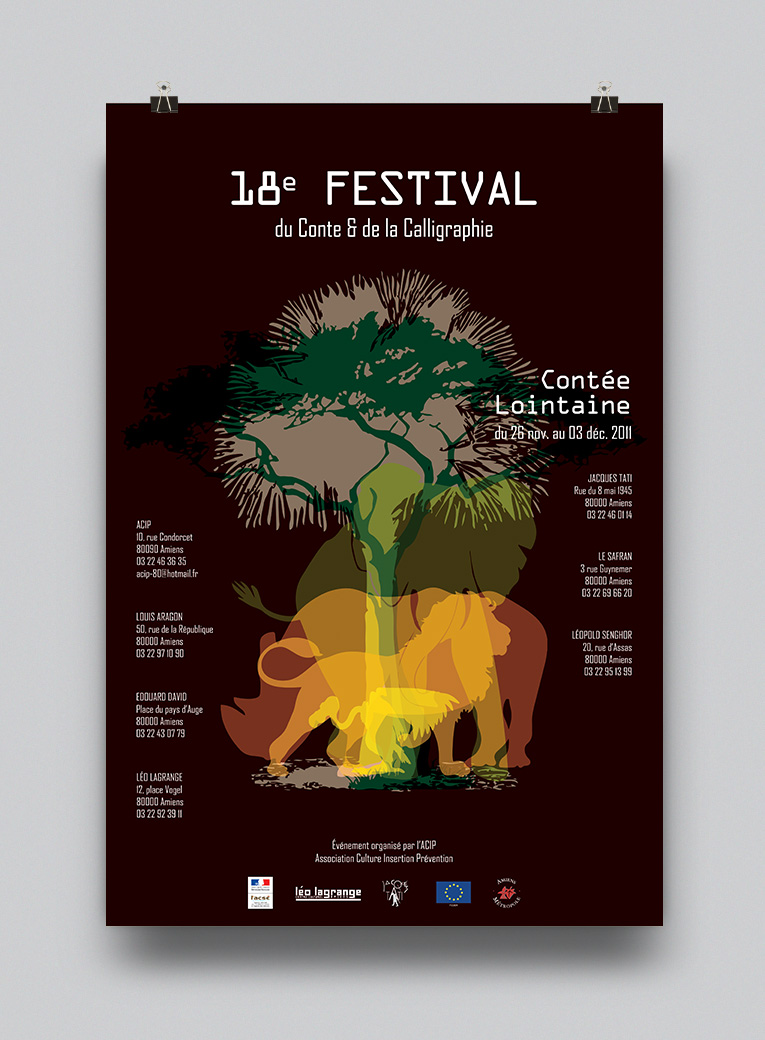 18e FESTIVAL
du Conte & de la Calligraphie
Contée
Lointaine
du 26 nov. au 03 déc. 2011
JACQUES TATI
Rue du 8 mai 1945
80000 Amiens
03 22 46 01 14
LE SAFRAN
3 rue Guynemer
80000 Amiens
03 22 69 66 20
LÉOPOLD SENGHOR
20, rue d'Assas
80000 Amiens
03 22 95 13 99
ACIP
10, rue Condorcet
80090 Amiens
03 22 46 36 35
acip-80@hotmail.fr
LOUIS ARAGON
50, rue de la République
80000 Amiens
03 22 97 10 90
EDOUARD DAVID
Place du pays d'Auge
80000 Amiens
03 22 43 07 79
LÉO LAGRANGE
12, place Vogel
80000 Amiens
03 22 92 39 11
Événement organisé par l'ACIP
Association Culture Insertion Prévention
l'acsé
léo lagrange
AMIENS
MÉTROPOLE